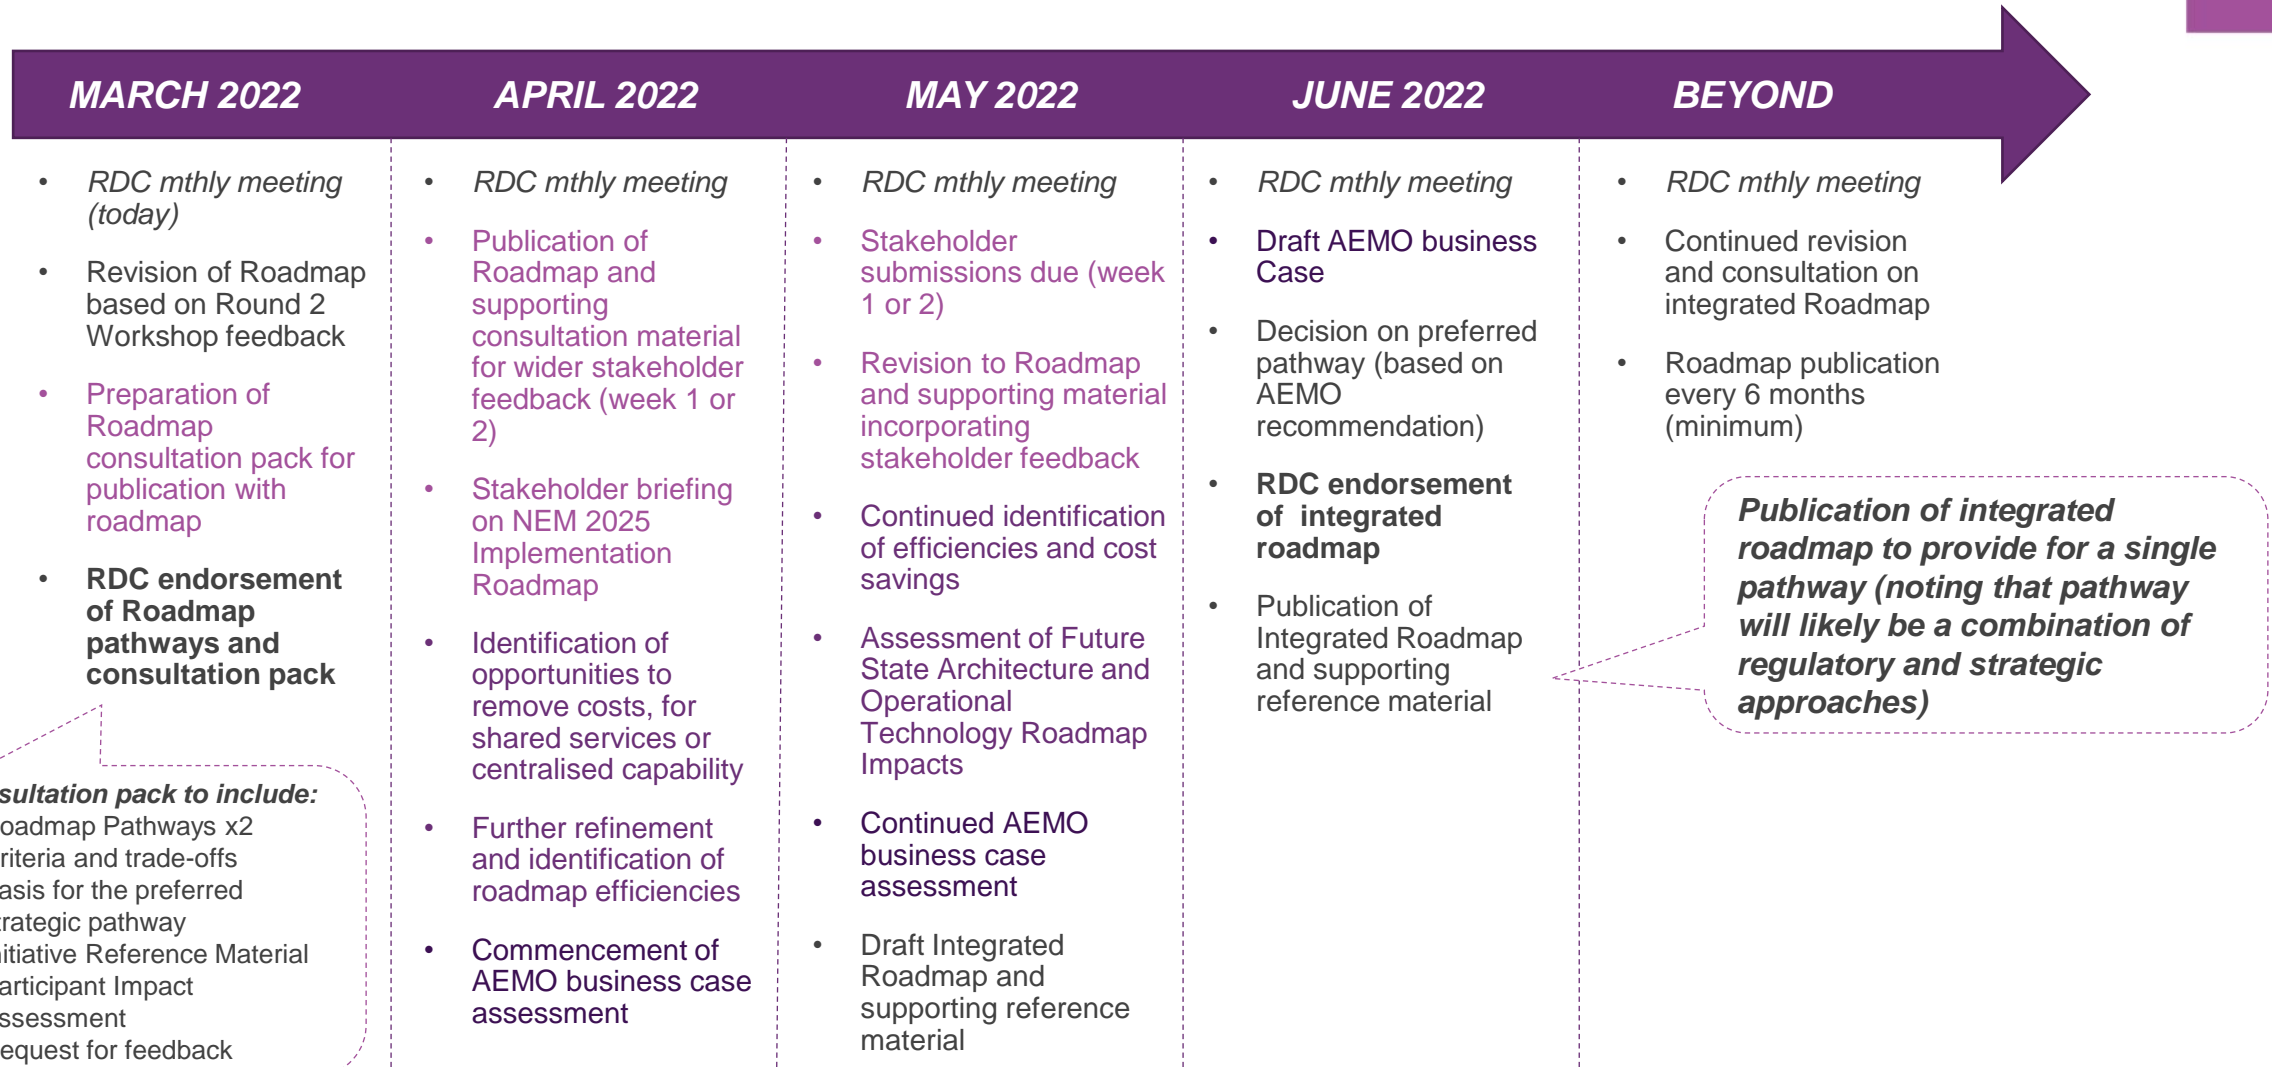 MARCH 2022
APRIL 2022
MAY 2022
JUNE 2022
BEYOND
• RDC mthly meeting
(today)
• Revision of Roadmap
based on Round 2
Workshop feedback
• Preparation of
Roadmap
consultation pack for
publication with
roadmap
• RDC endorsement
of Roadmap
pathways and
consultation pack
sultation pack to include:
oadmap Pathways x2
riteria and trade-offs
asis for the preferred
trategic pathway
nitiative Reference Material
articipant Impact
ssessment
equest for feedback
• RDC mthly meeting
• Publication of
Roadmap and
supporting
consultation material
for wider stakeholder
feedback (week 1 or
2)
• Stakeholder briefing
on NEM 2025
Implementation
Roadmap
• Identification of
opportunities to
remove costs, for
shared services or
centralised capability
• Further refinement
and identification of
roadmap efficiencies
• Commencement of
AEMO business case
assessment
• RDC mthly meeting
• Stakeholder
submissions due (week
1 or 2)
• Revision to Roadmap
and supporting material
incorporating
stakeholder feedback
• Continued identification
of efficiencies and cost
savings
• Assessment of Future
State Architecture and
Operational
Technology Roadmap
Impacts
• Continued AEMO
business case
assessment
• Draft Integrated
Roadmap and
supporting reference
material
• RDC mthly meeting
• Draft AEMO business
Case
• Decision on preferred
pathway (based on
AEMO
recommendation)
• RDC endorsement
of integrated
roadmap
• Publication of
Integrated Roadmap
and supporting
reference material
• RDC mthly meeting
• Continued revision
and consultation on
integrated Roadmap
• Roadmap publication
every 6 months
(minimum)
Publication of integrated
roadmap to provide for a single
pathway (noting that pathway
will likely be a combination of
regulatory and strategic
approaches)